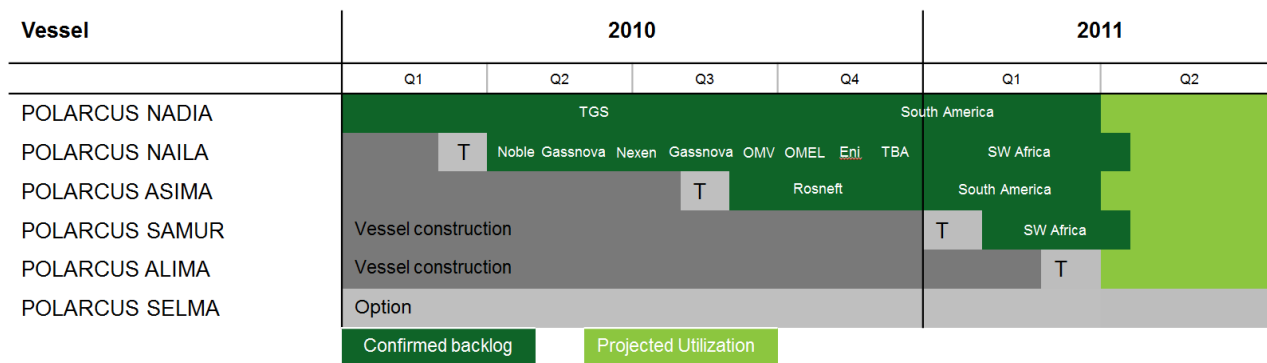 Vessel 2010 2011
Q1 Q2 Q3 Q4 Q1 Q2
POLARCUS NADIA TGS South America
POLARCUS NAILA T Noble Gassnova Nexen Gassnova OMV OMEL Eni TBA SW Africa
POLARCUS ASIMA T Rosneft South America
POLARCUS SAMUR Vessel construction T SW Africa
POLARCUS ALIMA Vessel construction T
POLARCUS SELMA Option
Confirmed backlog Projected Utilization